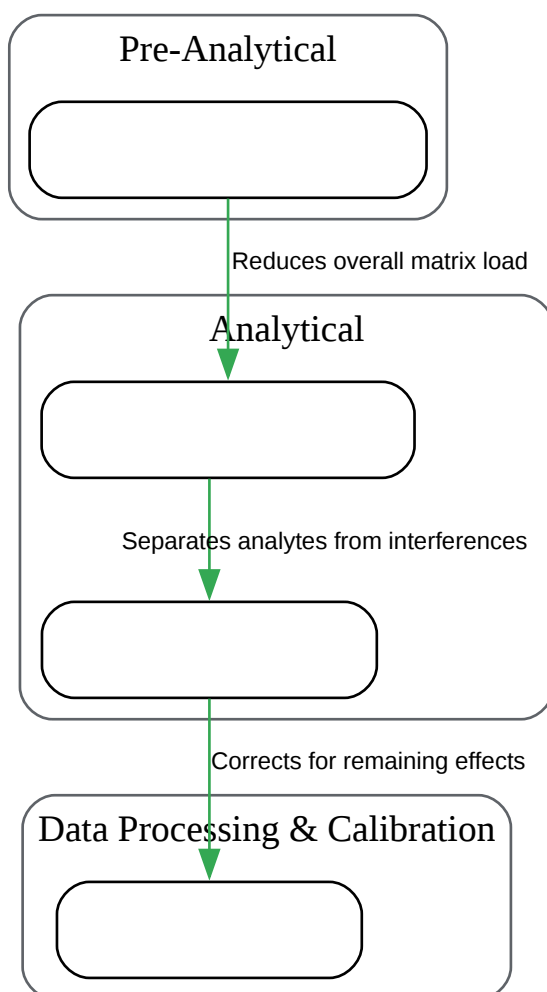 Pre-Analytical
Reduces overall matrix load
Analytical
Separates analytes from interferences
Corrects for remaining effects
Data Processing & Calibration